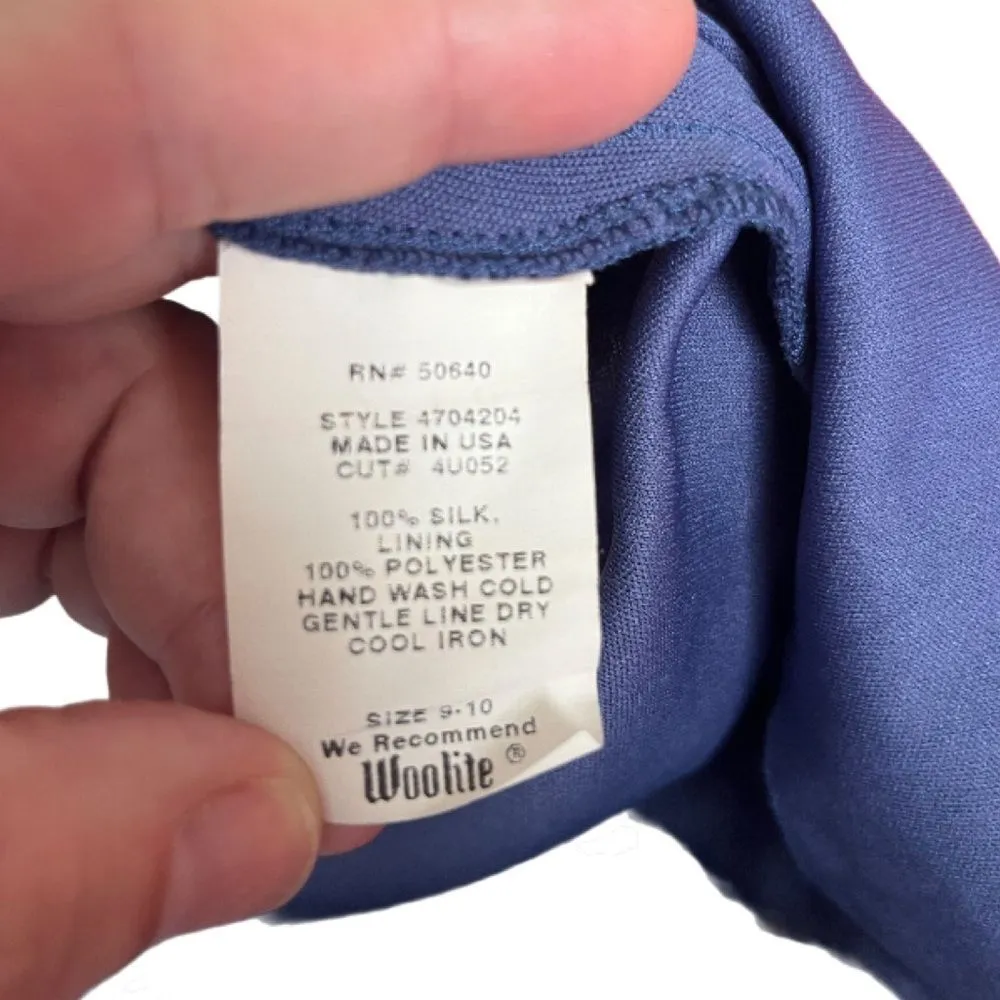 RN# 50640
STYLE 4704204
MADE IN USA
CUT# 4U052
100% SILK.
LINING
100% POLYESTER
HAND WASH COLD
GENTLE LINE DRY
COOL IRON
SIZE 9-10
We Recommend
Woolite ®